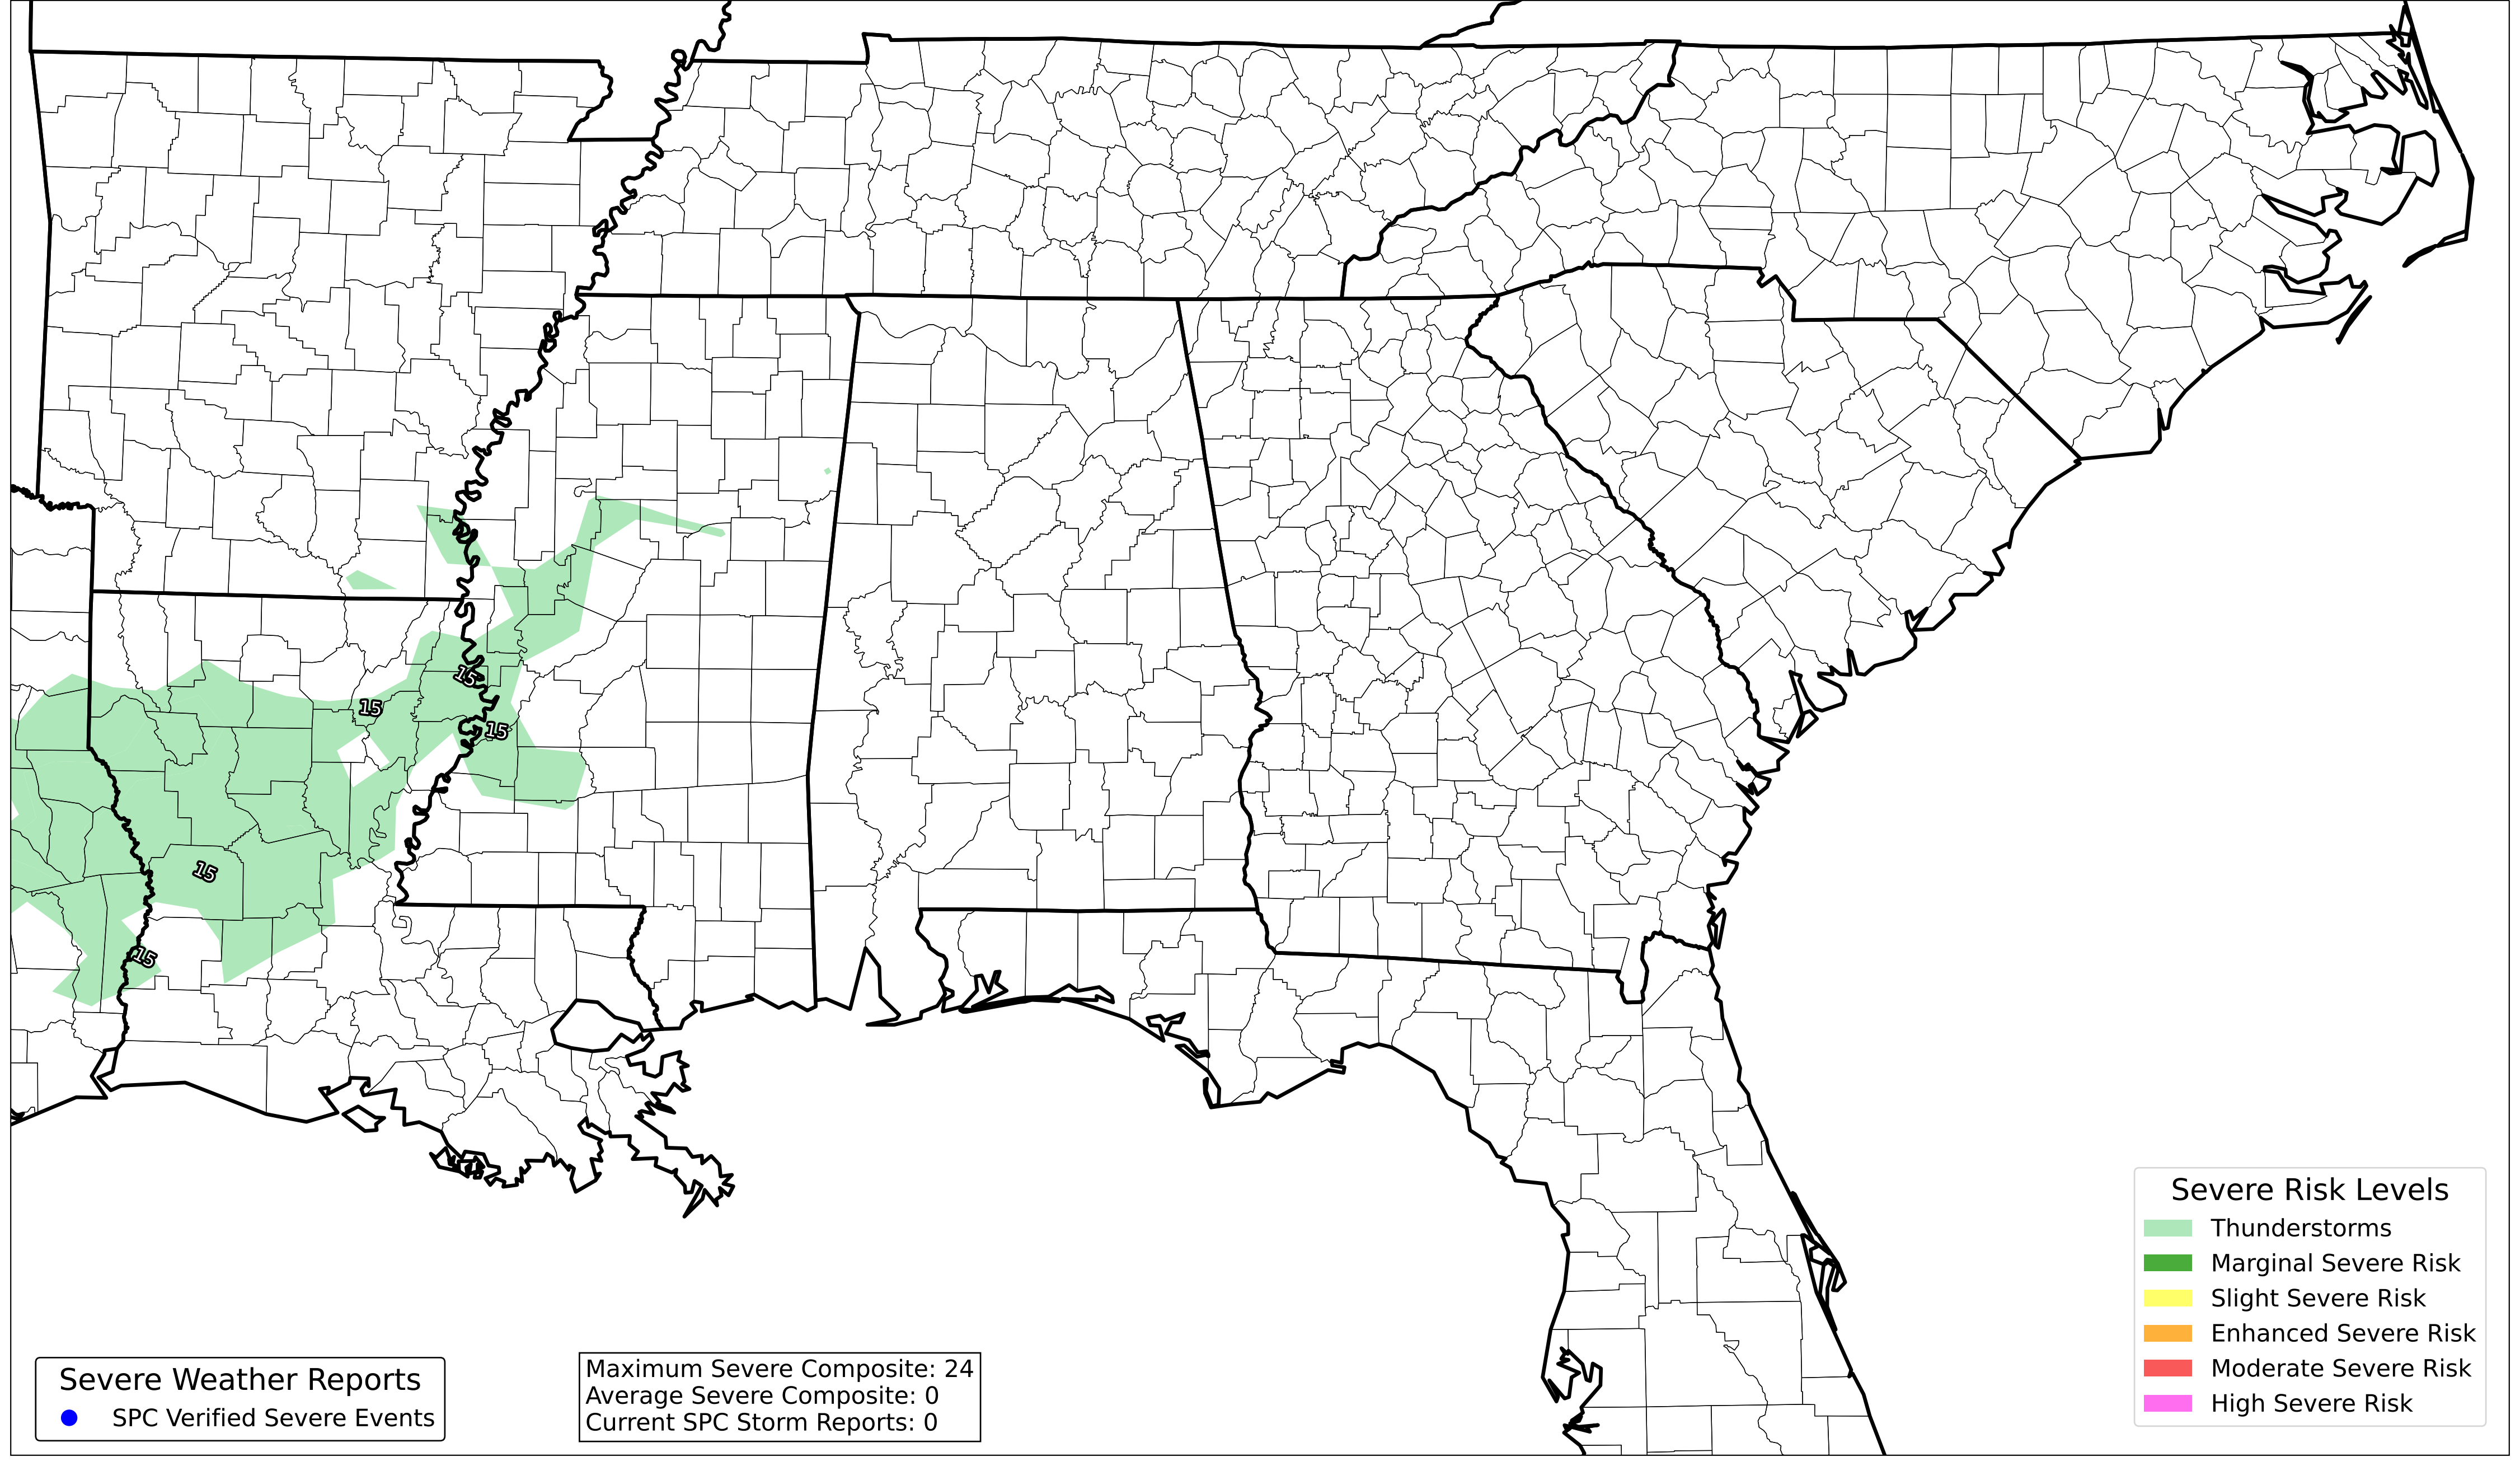 15
15
15
15
15
Severe Risk Levels
Thunderstorms
Marginal Severe Risk
Slight Severe Risk
Enhanced Severe Risk
Moderate Severe Risk
High Severe Risk
Severe Weather Reports
SPC Verified Severe Events
Maximum Severe Composite: 24
Average Severe Composite: 0
Current SPC Storm Reports: 0